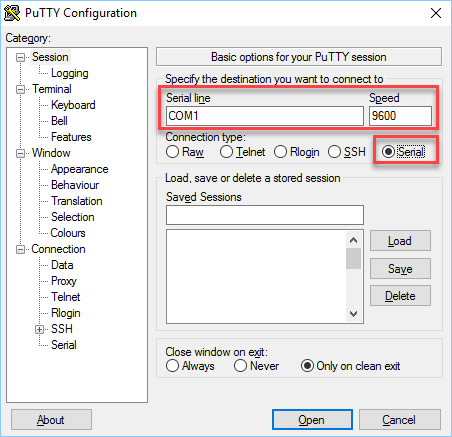 PuTTY Configuration
Category:
Session
Logging
Terminal
Keyboard
Bell
Features
Window
Appearance
Behaviour
Translation
Selection
Colours
Connection
Data
Proxy
Telnet
Rlogin
SSH
Serial
Basic options for your PuTTY session
Specify the destination you want to connect to
Serial line Speed
COM1 9600
Connection type:
Raw Telnet Rlogin SSH Serial
Load, save or delete a stored session
Saved Sessions
Load
Save
Delete
Close window on exit:
Always Never Only on clean exit
About Open Cancel